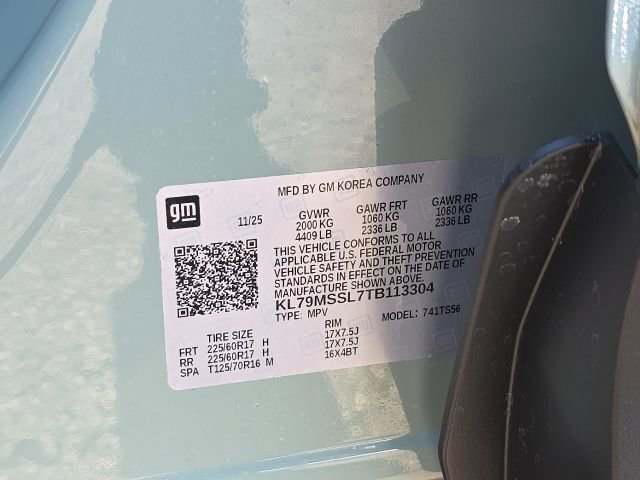 MFD BY GM KOREA COMPANY
gm
11/25
GVWR GAWR FRT GAWR RR
2000 KG 1060 KG 1060 KG
4409 LB 2336 LB 2336 LB
THIS VEHICLE CONFORMS TO ALL
APPLICABLE U.S. FEDERAL MOTOR
VEHICLE SAFETY AND THEFT PREVENTION
STANDARDS IN EFFECT ON THE DATE OF
MANUFACTURE SHOWN ABOVE.
KL79MSSL7TB113304
TYPE: MPV MODEL: 741TS56
TIRE SIZE RIM
FRT 225/60R17 H 17X7.5J
RR 225/60R17 H 17X7.5J
SPA T125/70R16 M 16X4BT